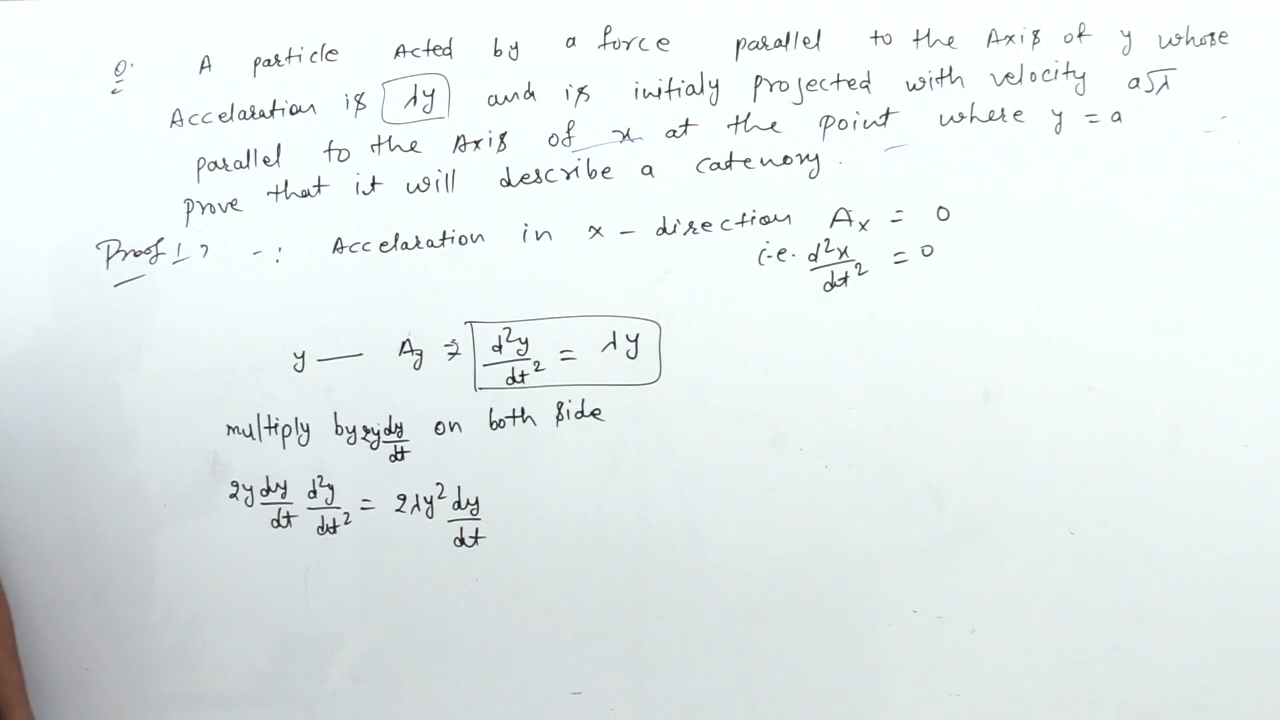 Q. A particle Acted by a force parallel to the Axis of y whose
Accelaration is λy and is initialy projected with velocity a√λ
parallel to the Axis of x at the point where y = a
prove that it will describe a catenory.
Proof :→ -: Accelaration in x - direction Ax = 0
i.e. d²x/dt² = 0
y — Ay ⇒ d²y/dt² = λy
multiply by 2y dy/dt on both side
2y dy/dt d²y/dt² = 2λy² dy/dt